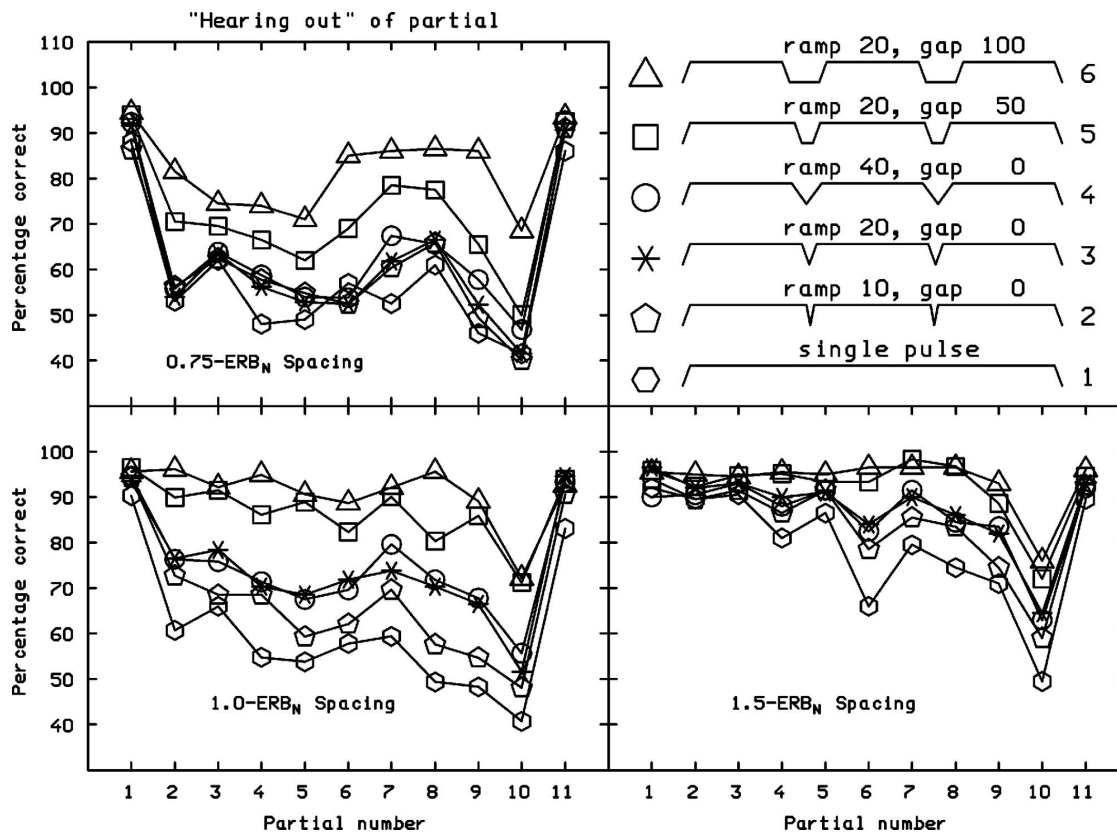 "Hearing out" of partial
110
100
90
80
70
60
50
40
Percentage correct
0.75-ERBN Spacing
ramp 20, gap 100
6
ramp 20, gap 50
5
ramp 40, gap 0
4
ramp 20, gap 0
3
ramp 10, gap 0
2
single pulse
1
100
90
80
70
60
50
40
Percentage correct
1.0-ERBN Spacing
1.5-ERBN Spacing
1 2 3 4 5 6 7 8 9 10 11
1 2 3 4 5 6 7 8 9 10 11
Partial number
Partial number